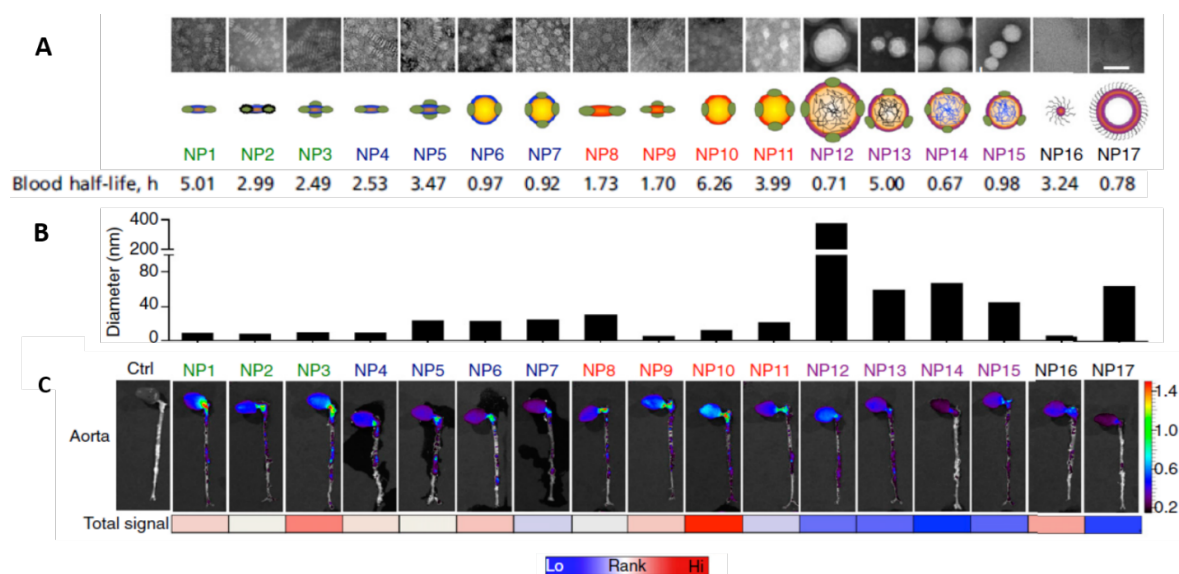 A
NP1 NP2 NP3 NP4 NP5 NP6 NP7 NP8 NP9 NP10 NP11 NP12 NP13 NP14 NP15 NP16 NP17
Blood half-life, h 5.01 2.99 2.49 2.53 3.47 0.97 0.92 1.73 1.70 6.26 3.99 0.71 5.00 0.67 0.98 3.24 0.78
B
Diameter (nm)
400
200
80
40
0
Ctrl NP1 NP2 NP3 NP4 NP5 NP6 NP7 NP8 NP9 NP10 NP11 NP12 NP13 NP14 NP15 NP16 NP17
C
1.4
1.0
Aorta
0.6
0.2
Total signal
Lo Rank Hi